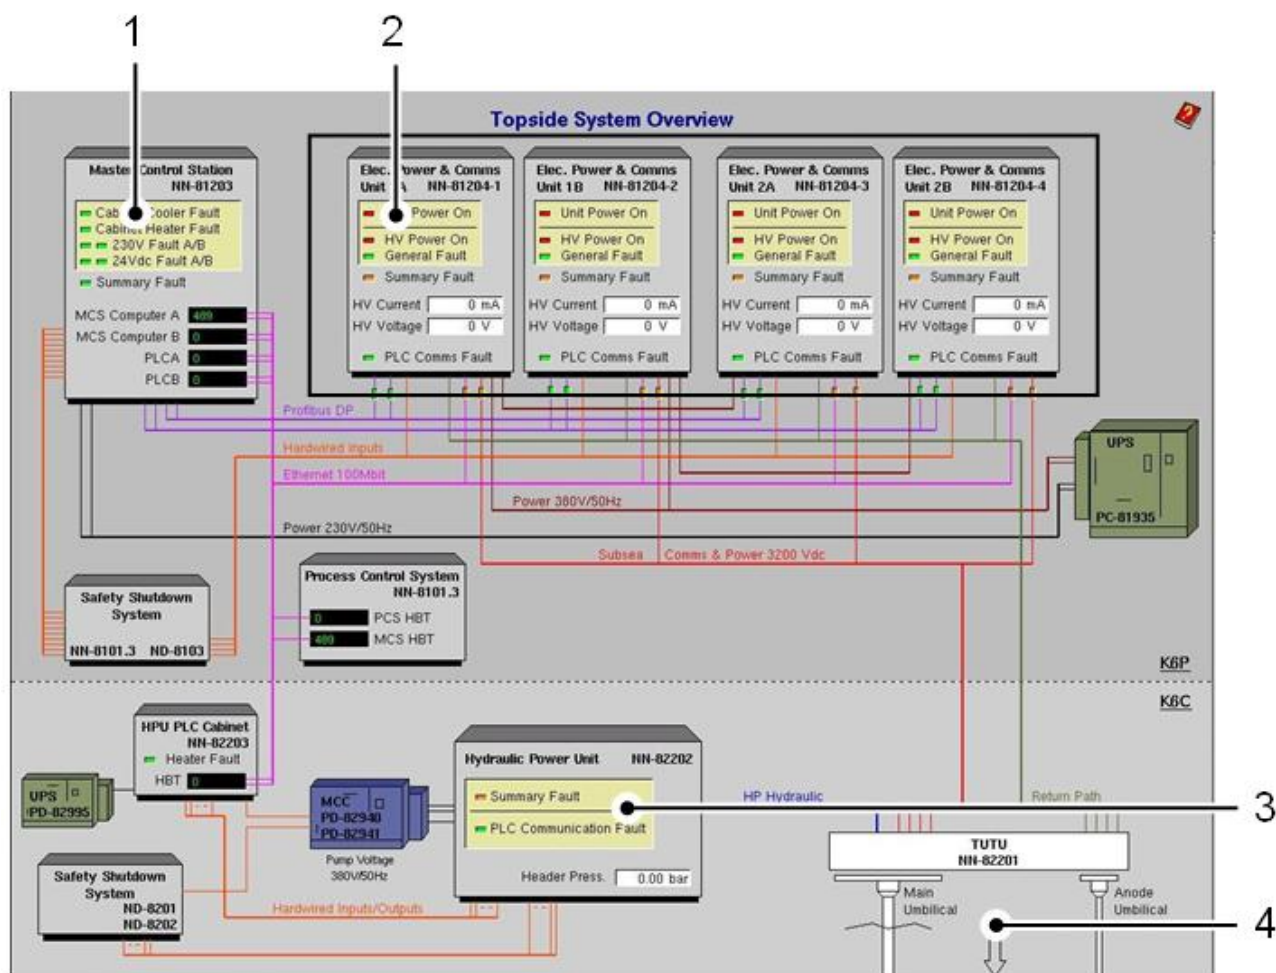 1
2
Topside System Overview
?
Master Control Station
NN-81203
Cooler Fault
Cabinet Heater Fault
230V Fault A/B
24Vdc Fault A/B
Summary Fault
MCS Computer A 489
MCS Computer B 0
PLCA 0
PLCB 0
Elec. Power & Comms
NN-81204-1
Power On
HV Power On
General Fault
Summary Fault
HV Current 0 mA
HV Voltage 0 V
PLC Comms Fault
Elec. Power & Comms
Unit 1B NN-81204-2
Unit Power On
HV Power On
General Fault
Summary Fault
HV Current 0 mA
HV Voltage 0 V
PLC Comms Fault
Elec. Power & Comms
Unit 2A NN-81204-3
Unit Power On
HV Power On
General Fault
Summary Fault
HV Current 0 mA
HV Voltage 0 V
PLC Comms Fault
Elec. Power & Comms
Unit 2B NN-81204-4
Unit Power On
HV Power On
General Fault
Summary Fault
HV Current 0 mA
HV Voltage 0 V
PLC Comms Fault
Profibus DP
Hardwired Inputs
Ethernet 100Mbit
Power 380V/50Hz
Power 230V/50Hz
Subsea Comms & Power 3200 Vdc
UPS
PC-81935
Safety Shutdown
System
NN-8101.3 ND-8103
Process Control System
NN-8101.3
0 PCS HBT
489 MCS HBT
K6P
K6C
HPU PLC Cabinet
NN-82203
Heater Fault
HBT 0
UPS
PD-82995
MCC
PD-82940
PD-82941
Pump Voltage
380V/50Hz
Hydraulic Power Unit NN-82202
Summary Fault
PLC Communication Fault
Header Press. 0.00 bar
3
HP Hydraulic
Return Path
TUTU
NN-82201
Main
Umbilical
Anode
Umbilical
4
Safety Shutdown
System
ND-8201
ND-8202
Hardwired Inputs/Outputs